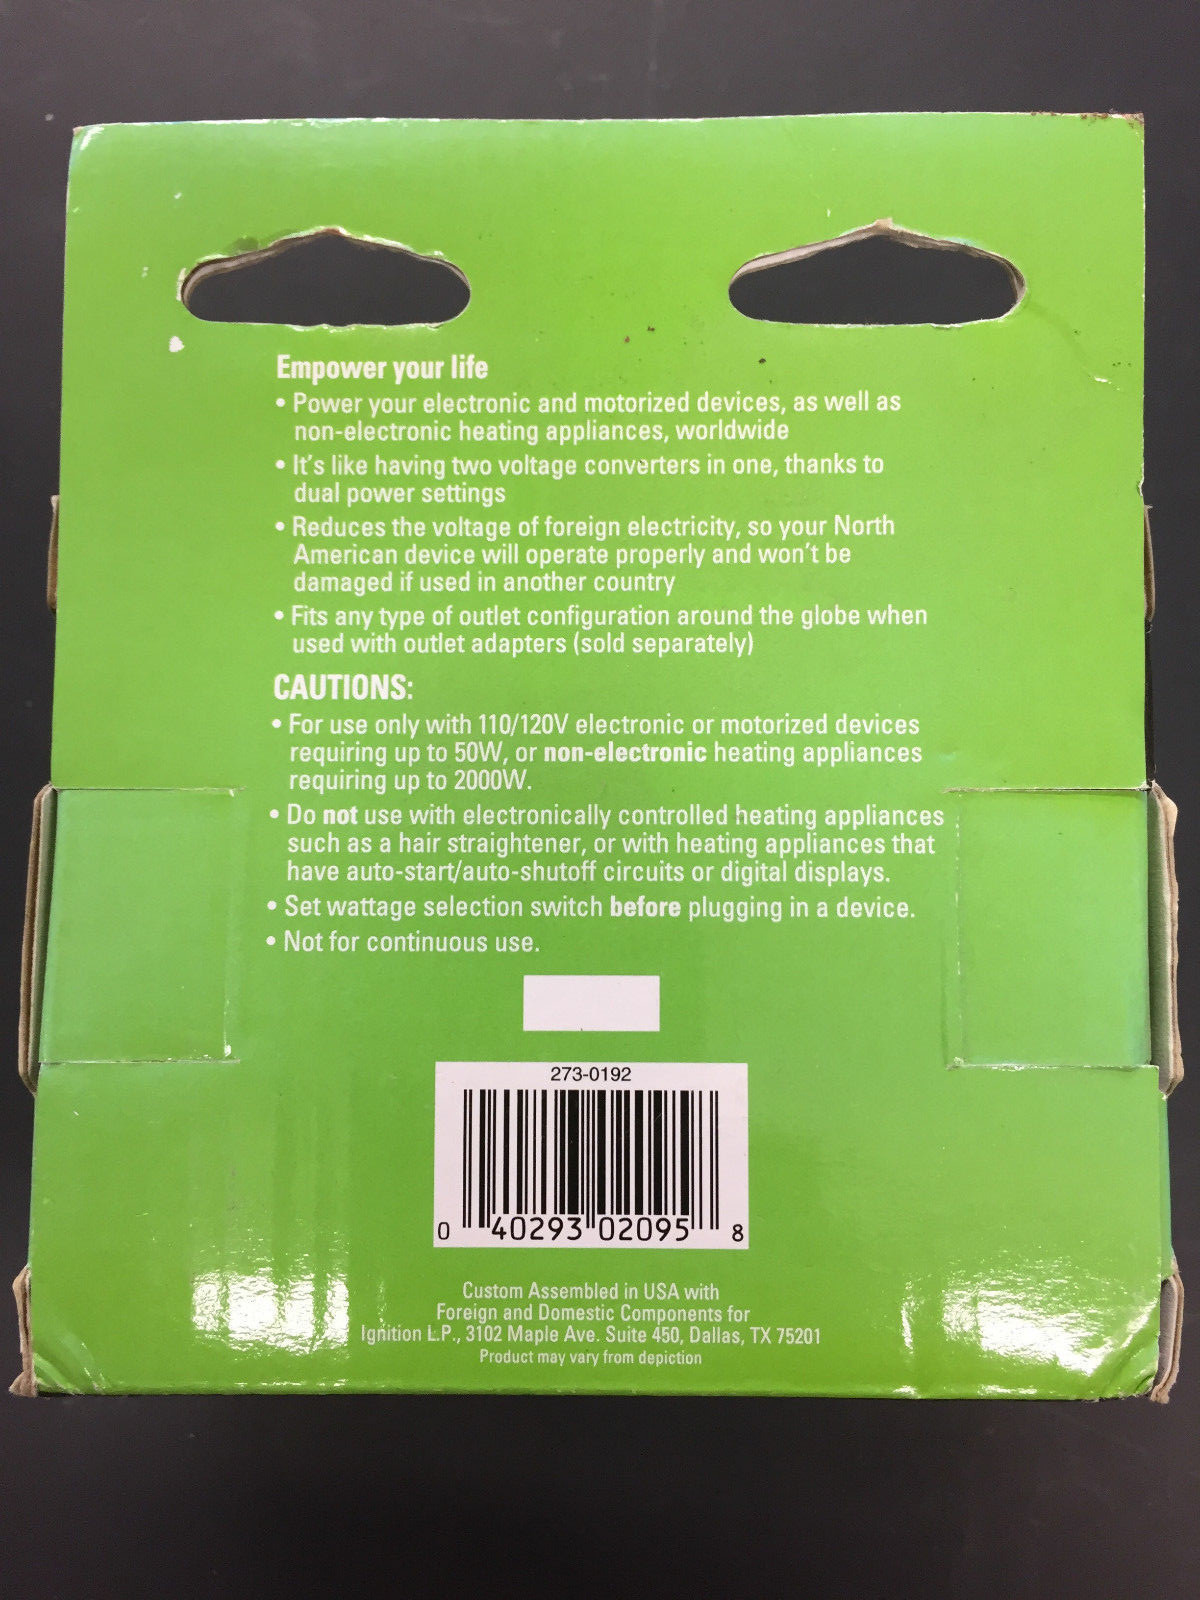 Empower your life
• Power your electronic and motorized devices, as well as
non-electronic heating appliances, worldwide
• It's like having two voltage converters in one, thanks to
dual power settings
• Reduces the voltage of foreign electricity, so your North
American device will operate properly and won't be
damaged if used in another country
• Fits any type of outlet configuration around the globe when
used with outlet adapters (sold separately)
CAUTIONS:
• For use only with 110/120V electronic or motorized devices
requiring up to 50W, or non-electronic heating appliances
requiring up to 2000W.
• Do not use with electronically controlled heating appliances
such as a hair straightener, or with heating appliances that
have auto-start/auto-shutoff circuits or digital displays.
• Set wattage selection switch before plugging in a device.
• Not for continuous use.
273-0192
0 40293 02095 8
Custom Assembled in USA with
Foreign and Domestic Components for
Ignition L.P., 3102 Maple Ave. Suite 450, Dallas, TX 75201
Product may vary from depiction